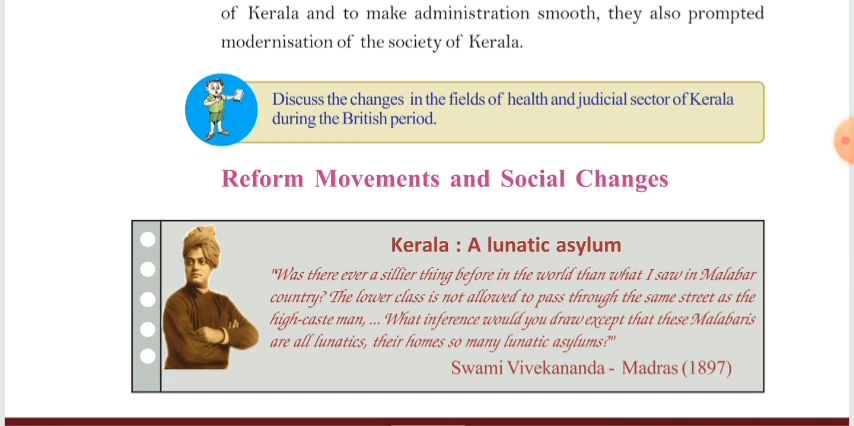 of Kerala and to make administration smooth, they also prompted
modernisation of the society of Kerala.
Discuss the changes in the fields of health and judicial sector of Kerala
during the British period.
Reform Movements and Social Changes
Kerala : A lunatic asylum
"Was there ever a sillier thing before in the world than what I saw in Malabar
country? The lower class is not allowed to pass through the same street as the
high-caste man, ... What inference would you draw except that these Malabaris
are all lunatics, their homes so many lunatic asylums?"
Swami Vivekananda - Madras (1897)